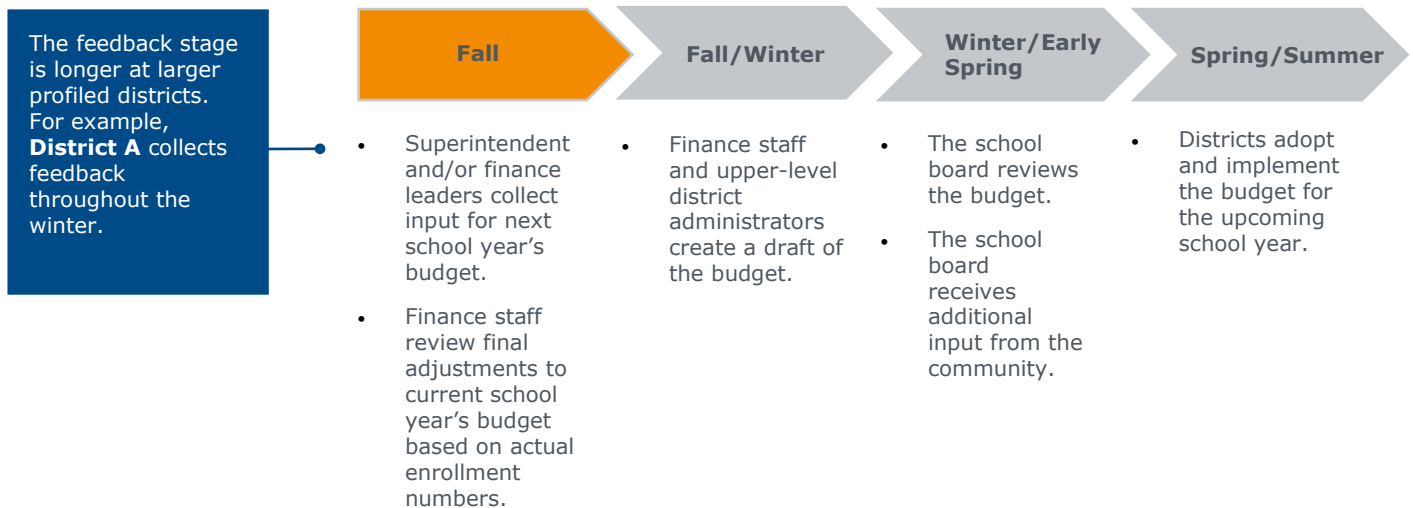 The feedback stage
is longer at larger
profiled districts.
For example,
District A collects
feedback
throughout the
winter.
Fall
• Superintendent
and/or finance
leaders collect
input for next
school year’s
budget.
• Finance staff
review final
adjustments to
current school
year’s budget
based on actual
enrollment
numbers.
Fall/Winter
• Finance staff
and upper-level
district
administrators
create a draft of
the budget.
Winter/Early
Spring
• The school
board reviews
the budget.
• The school
board
receives
additional
input from the
community.
Spring/Summer
• Districts adopt
and implement
the budget for
the upcoming
school year.